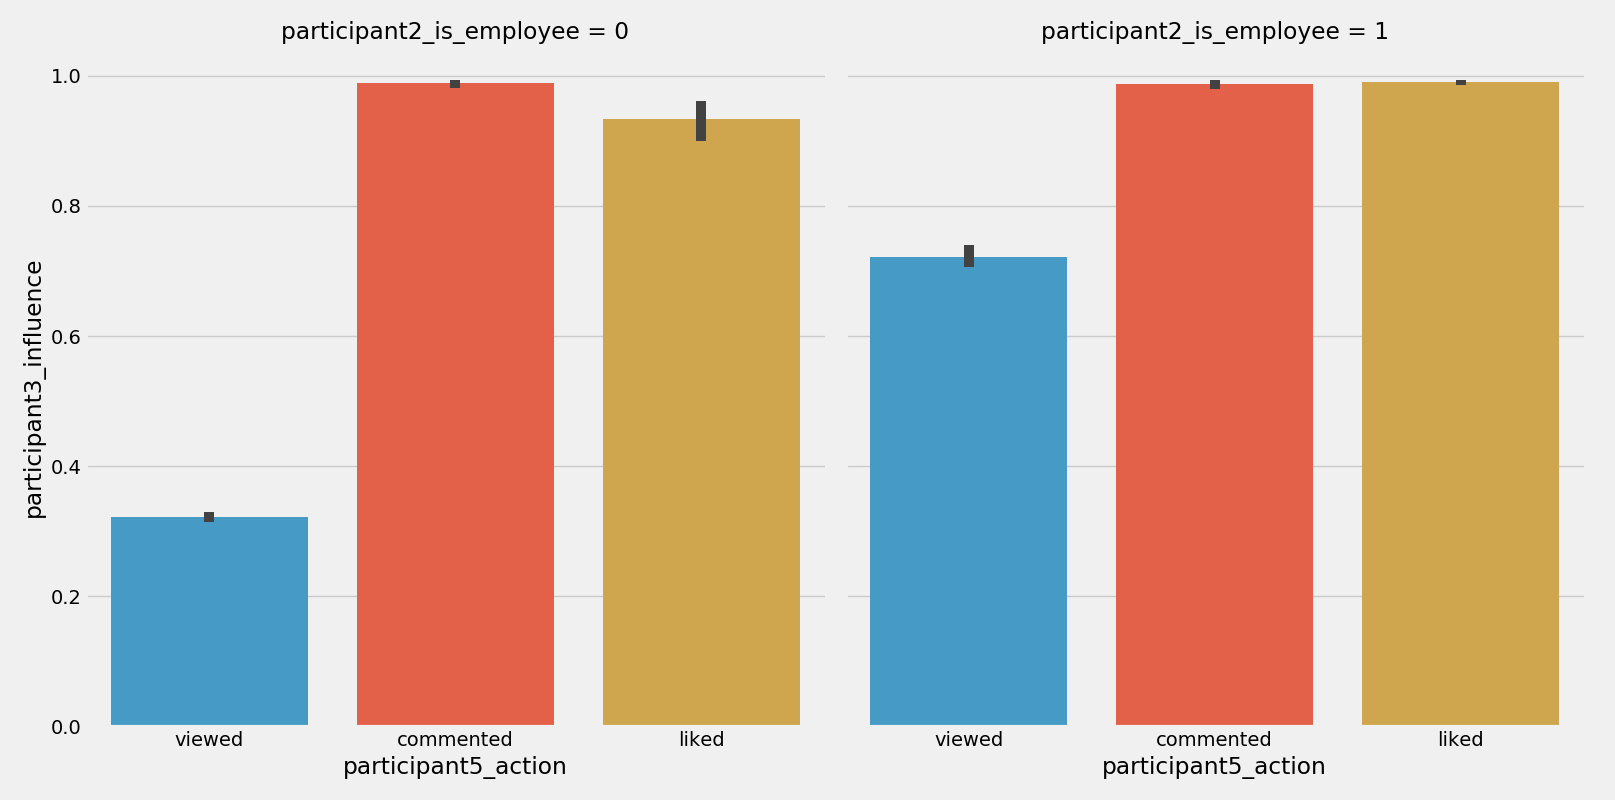 participant2_is_employee = 0
participant2_is_employee = 1
participant3_influence
1.0
0.8
0.6
0.4
0.2
0.0
viewed commented liked
viewed commented liked
participant5_action
participant5_action